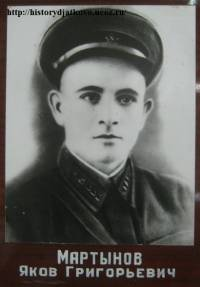 http://historydjatkovo.ucoz.ru/
Мартынов
Яков Григорьевич